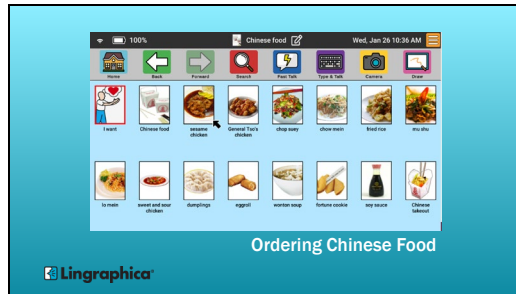 100% Chinese food Wed, Jan 26 10:36 AM
Home Back Forward Search Fast Talk Type & Talk Camera Draw
I want Chinese food sesame chicken General Tso's chicken chop suey chow mein fried rice mu shu
lo mein sweet and sour chicken dumplings eggroll wonton soup fortune cookie soy sauce Chinese takeout
Ordering Chinese Food
Lingraphica